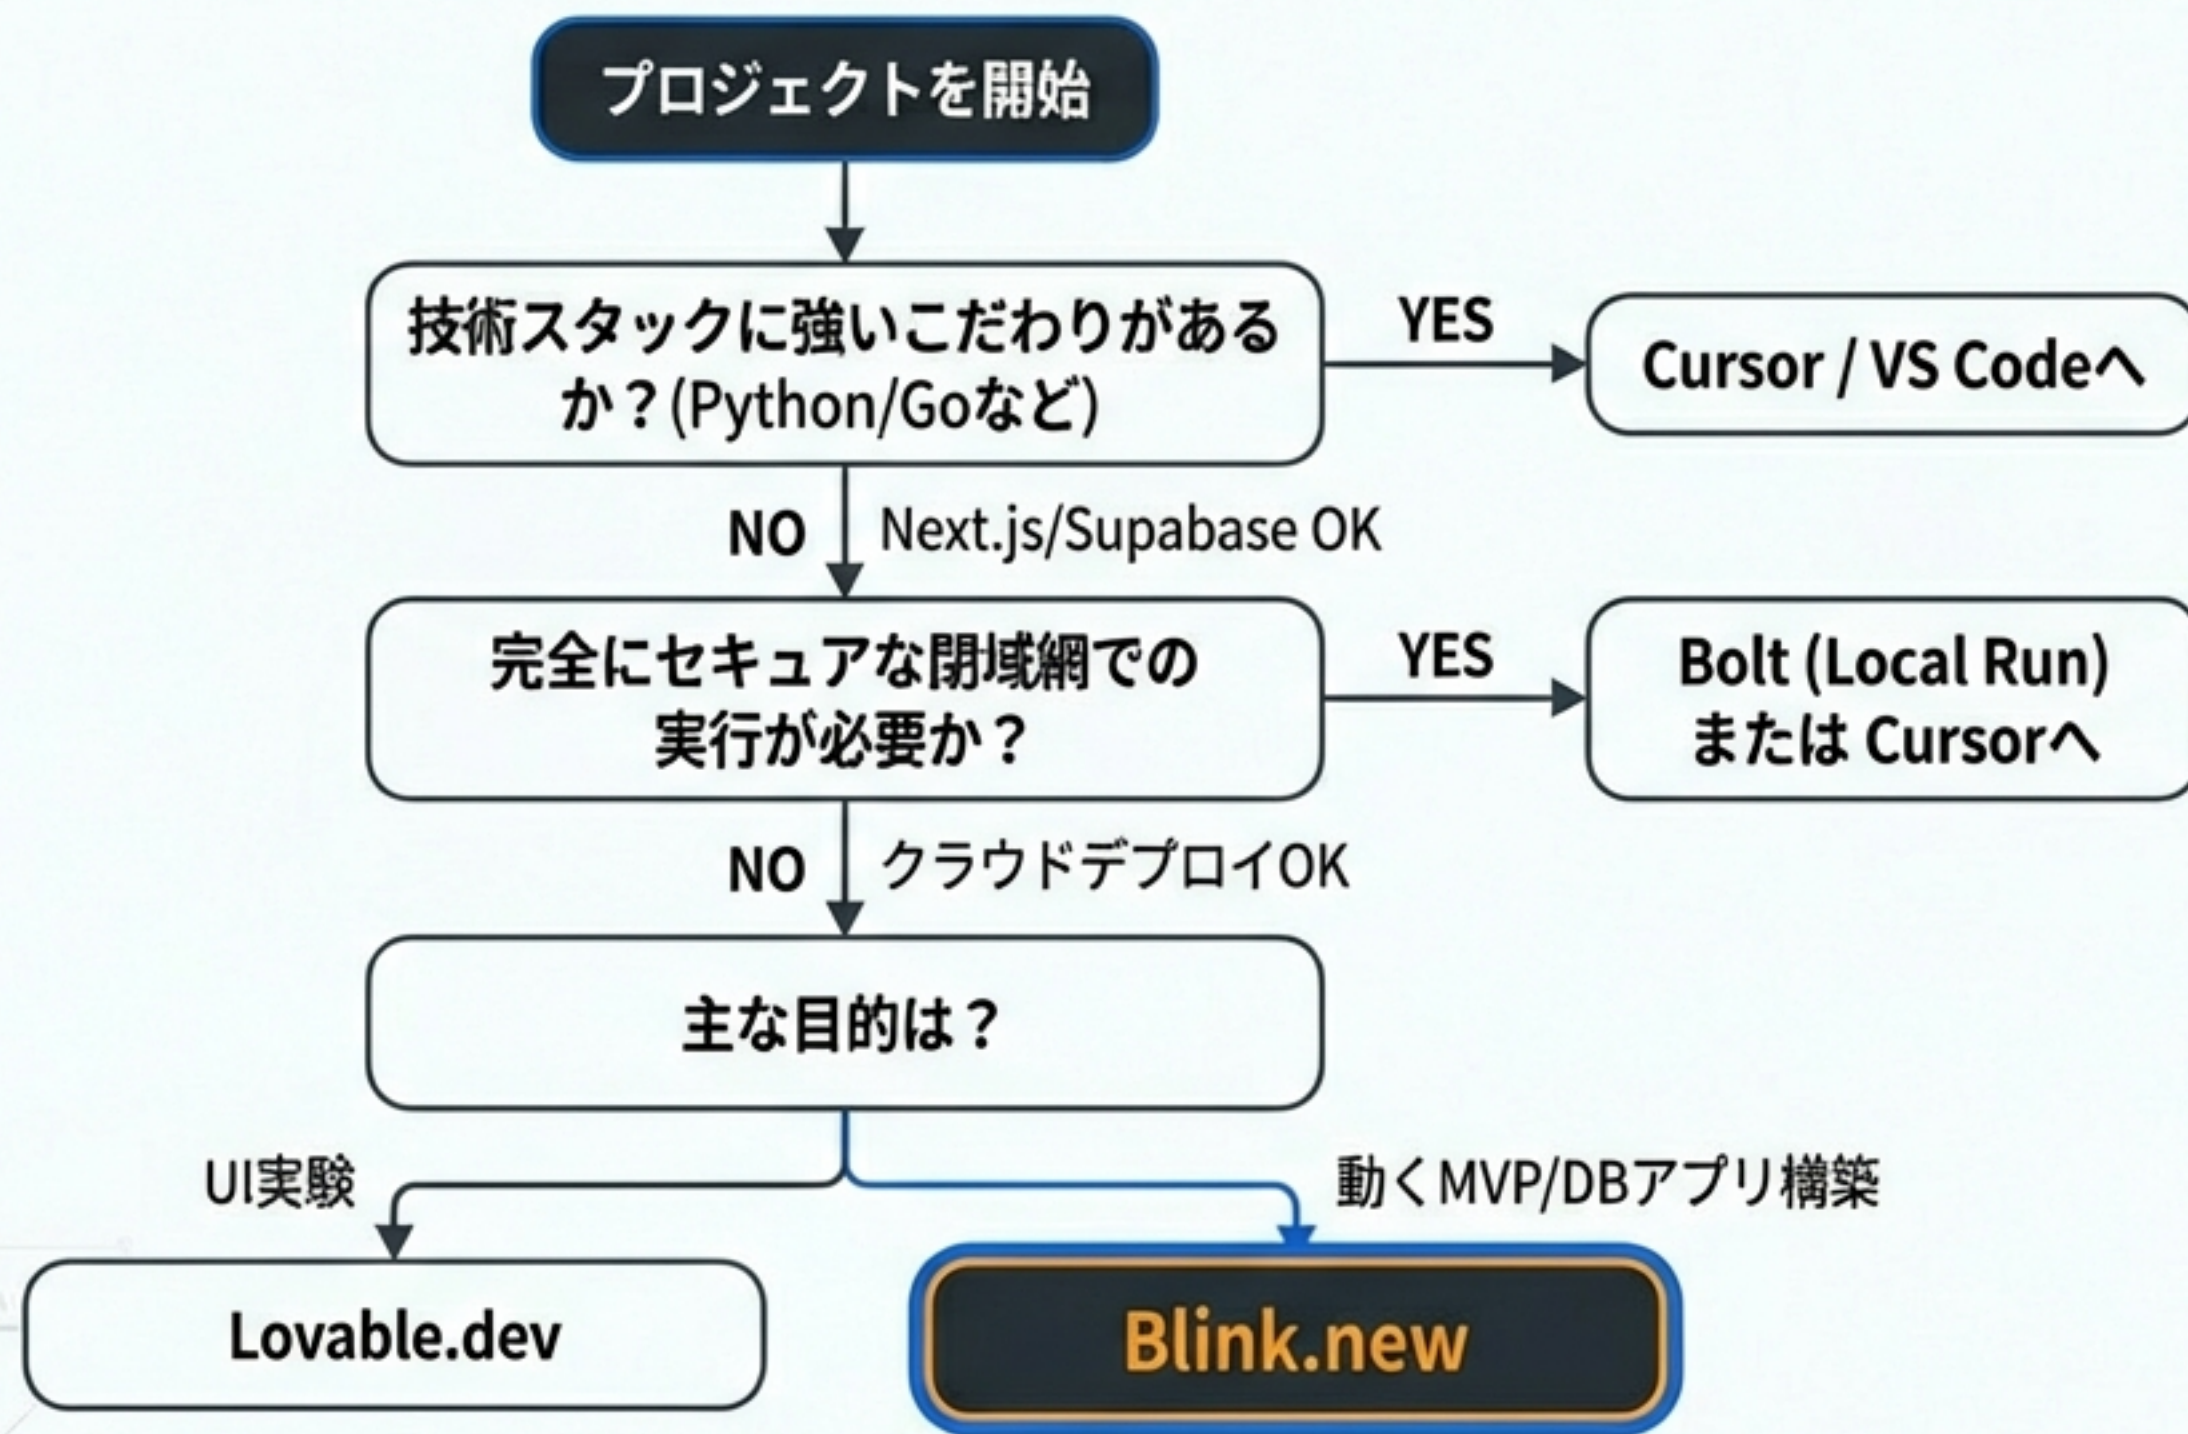 プロジェクトを開始
技術スタックに強いこだわりがある
か？(Python/Goなど)
YES
Cursor / VS Codeへ
NO
Next.js/Supabase OK
完全にセキュアな閉域網での
実行が必要か？
YES
Bolt (Local Run)
または Cursorへ
NO
クラウドデプロイOK
主な目的は？
UI実験
動くMVP/DBアプリ構築
Lovable.dev
Blink.new